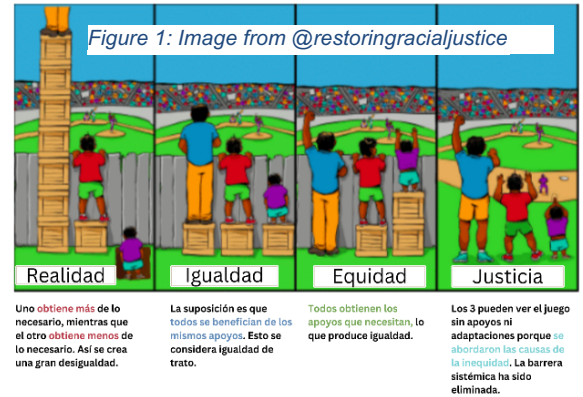 Figure 1: Image from @restoringracialjustice
Realidad
Igualdad
Equidad
Justicia
Uno obtiene más de lo
necesario, mientras que
el otro obtiene menos de
lo necesario. Así se crea
una gran desigualdad.
La suposición es que
todos se benefician de los
mismos apoyos. Esto se
considera igualdad de
trato.
Todos obtienen los
apoyos que necesitan, lo
que produce igualdad.
Los 3 pueden ver el juego
sin apoyos ni
adaptaciones porque se
abordaron las causas de
la inequidad. La barrera
sistémica ha sido
eliminada.